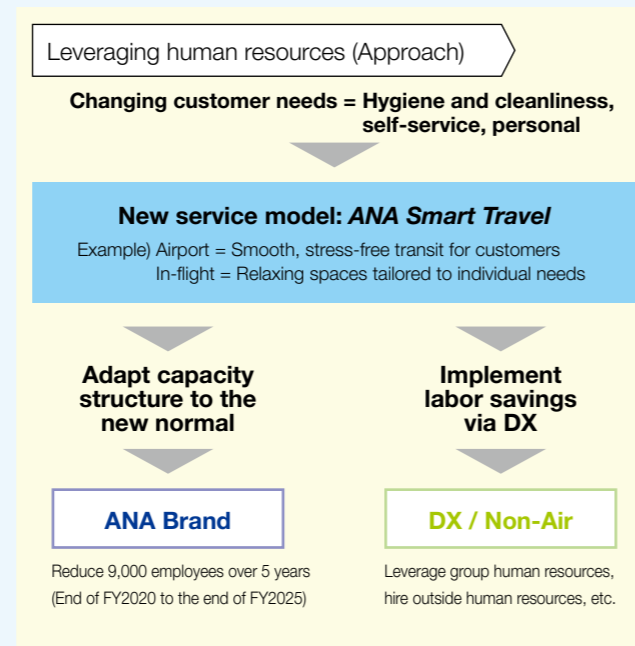 Leveraging human resources (Approach)
Changing customer needs = Hygiene and cleanliness,
self-service, personal
New service model: ANA Smart Travel
Example) Airport = Smooth, stress-free transit for customers
In-flight = Relaxing spaces tailored to individual needs
Adapt capacity
structure to the
new normal
ANA Brand
Reduce 9,000 employees over 5 years
(End of FY2020 to the end of FY2025)
Implement
labor savings
via DX
DX / Non-Air
Leverage group human resources,
hire outside human resources, etc.